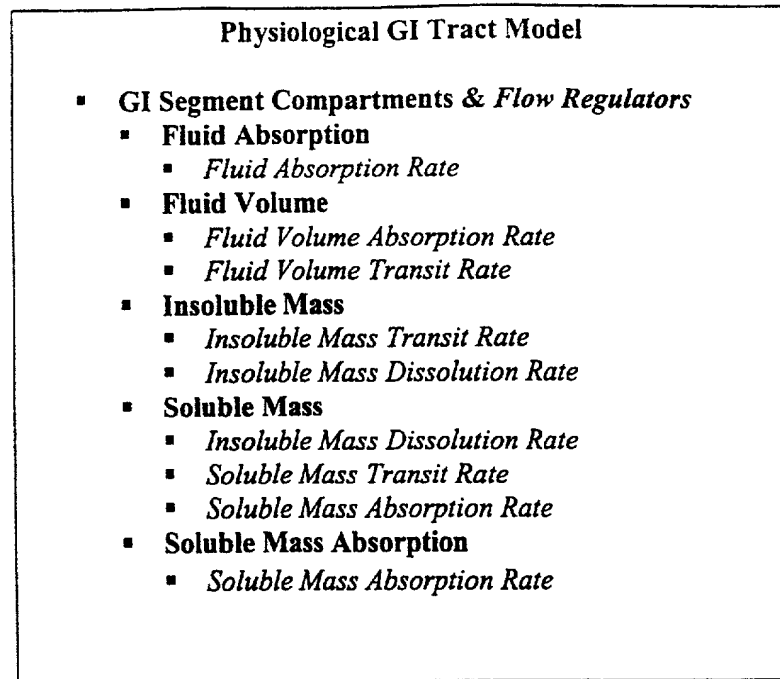 Physiological GI Tract Model
▪ GI Segment Compartments & Flow Regulators
▪ Fluid Absorption
▪ Fluid Absorption Rate
▪ Fluid Volume
▪ Fluid Volume Absorption Rate
▪ Fluid Volume Transit Rate
▪ Insoluble Mass
▪ Insoluble Mass Transit Rate
▪ Insoluble Mass Dissolution Rate
▪ Soluble Mass
▪ Insoluble Mass Dissolution Rate
▪ Soluble Mass Transit Rate
▪ Soluble Mass Absorption Rate
▪ Soluble Mass Absorption
▪ Soluble Mass Absorption Rate